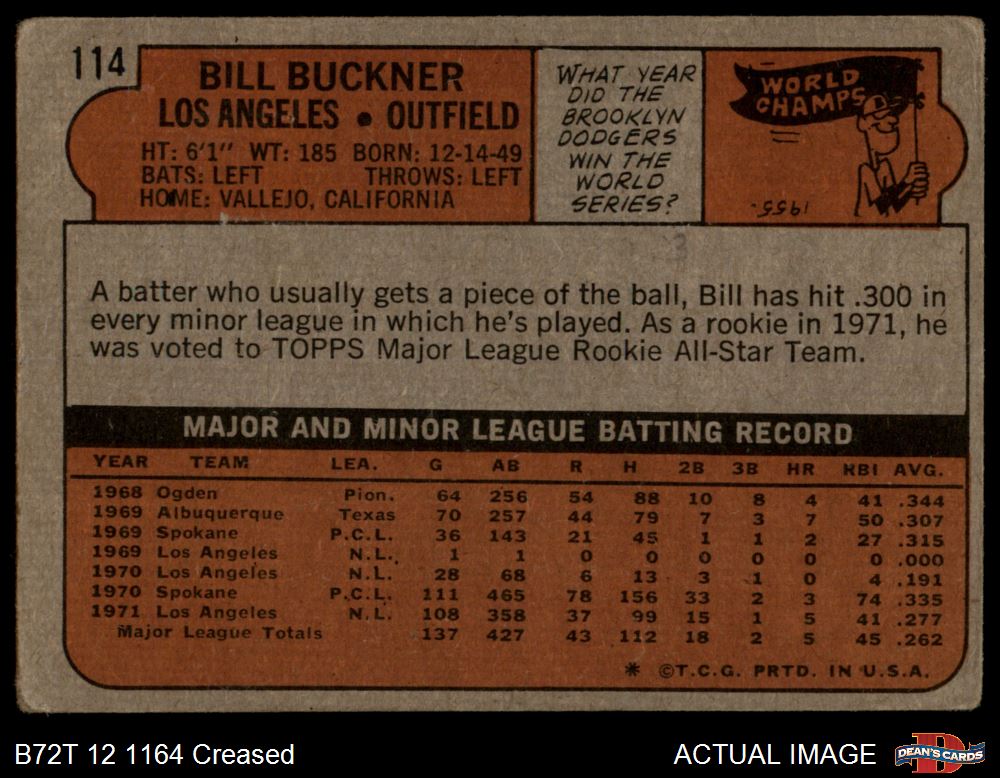 114
BILL BUCKNER
LOS ANGELES • OUTFIELD
HT: 6'1" WT: 185 BORN: 12-14-49
BATS: LEFT THROWS: LEFT
HOME: VALLEJO, CALIFORNIA
WHAT YEAR
DID THE
BROOKLYN
DODGERS
WIN THE
WORLD
SERIES?
WORLD
CHAMPS
1955.
3
A batter who usually gets a piece of the ball, Bill has hit .300 in
every minor league in which he's played. As a rookie in 1971, he
was voted to TOPPS Major League Rookie All-Star Team.
MAJOR AND MINOR LEAGUE BATTING RECORD
YEAR TEAM LEA. G AB R H 2B 3B HR RBI AVG.
1968 Ogden Pion. 64 256 54 88 10 8 4 41 .344
1969 Albuquerque Texas 70 257 44 79 7 3 7 50 .307
1969 Spokane P.C.L. 36 143 21 45 1 1 2 27 .315
1969 Los Angeles N.L. 1 1 0 0 0 0 0 0 .000
1970 Los Angeles N.L. 28 68 6 13 3 1 0 4 .191
1970 Spokane P.C.L. 111 465 78 156 33 2 3 74 .335
1971 Los Angeles N.L. 108 358 37 99 15 1 5 41 .277
Major League Totals 137 427 43 112 18 2 5 45 .262
* ©T.C.G. PRTD. IN U.S.A.
B72T 12 1164 Creased
ACTUAL IMAGE
DEAN'S CARDS